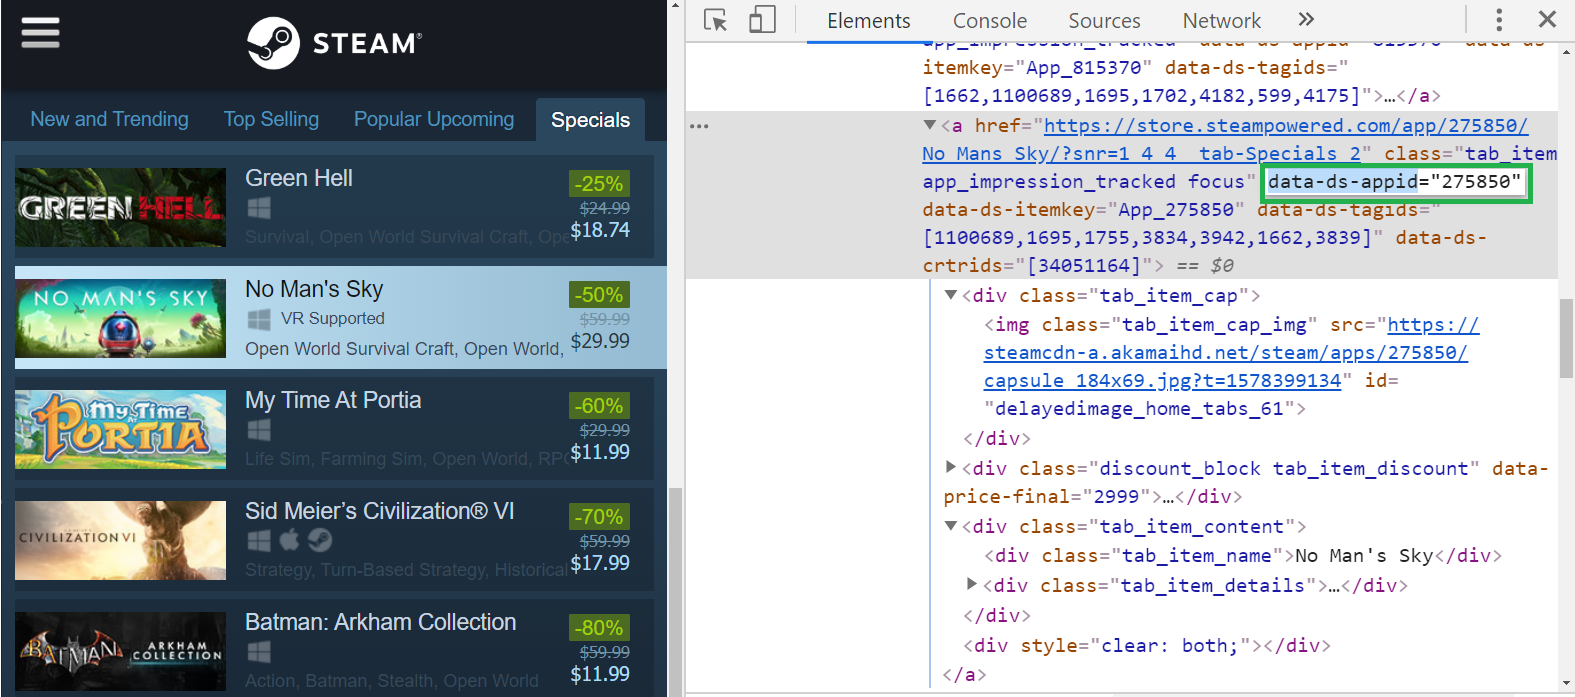 STEAM®
New and Trending
Top Selling
Popular Upcoming
Specials
GREEN HELL
Green Hell
-25%
$24.99
$18.74
Survival, Open World Survival Craft, Ope
NO MAN'S SKY
No Man's Sky
-50%
VR Supported
$59.99
$29.99
Open World Survival Craft, Open World,
My Time AT PORTIA
My Time At Portia
-60%
$29.99
$11.99
Life Sim, Farming Sim, Open World, RPG
CIVILIZATION VI
Sid Meier’s Civilization® VI
-70%
$59.99
$17.99
Strategy, Turn-Based Strategy, Historical
BATMAN ARKHAM COLLECTION
Batman: Arkham Collection
-80%
$59.99
$11.99
Action, Batman, Stealth, Open World
Elements Console Sources Network »
app_impression_tracked" data-ds-appid="815370" data-ds-
itemkey="App_815370" data-ds-tagids="
[1662,1100689,1695,1702,4182,599,4175]">…</a>
… ▼<a href="https://store.steampowered.com/app/275850/
No_Mans_Sky/?snr=1_4_4__tab-Specials_2" class="tab_item
app_impression_tracked focus" data-ds-appid="275850"
data-ds-itemkey="App_275850" data-ds-tagids="
[1100689,1695,1755,3834,3942,1662,3839]" data-ds-
crtrids="[34051164]"> == $0
▼<div class="tab_item_cap">
<img class="tab_item_cap_img" src="https://
steamcdn-a.akamaihd.net/steam/apps/275850/
capsule_184x69.jpg?t=1578399134" id=
"delayedimage_home_tabs_61">
</div>
▶<div class="discount_block tab_item_discount" data-
price-final="2999">…</div>
▼<div class="tab_item_content">
<div class="tab_item_name">No Man's Sky</div>
▶<div class="tab_item_details">…</div>
</div>
<div style="clear: both;"></div>
</a>